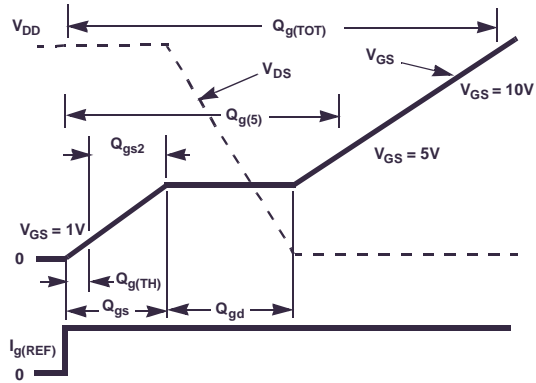 V_DD
Q_g(TOT)
V_GS
V_DS
V_GS = 10V
Q_g(5)
Q_gs2
V_GS = 5V
V_GS = 1V
0
Q_g(TH)
Q_gs
Q_gd
I_g(REF)
0